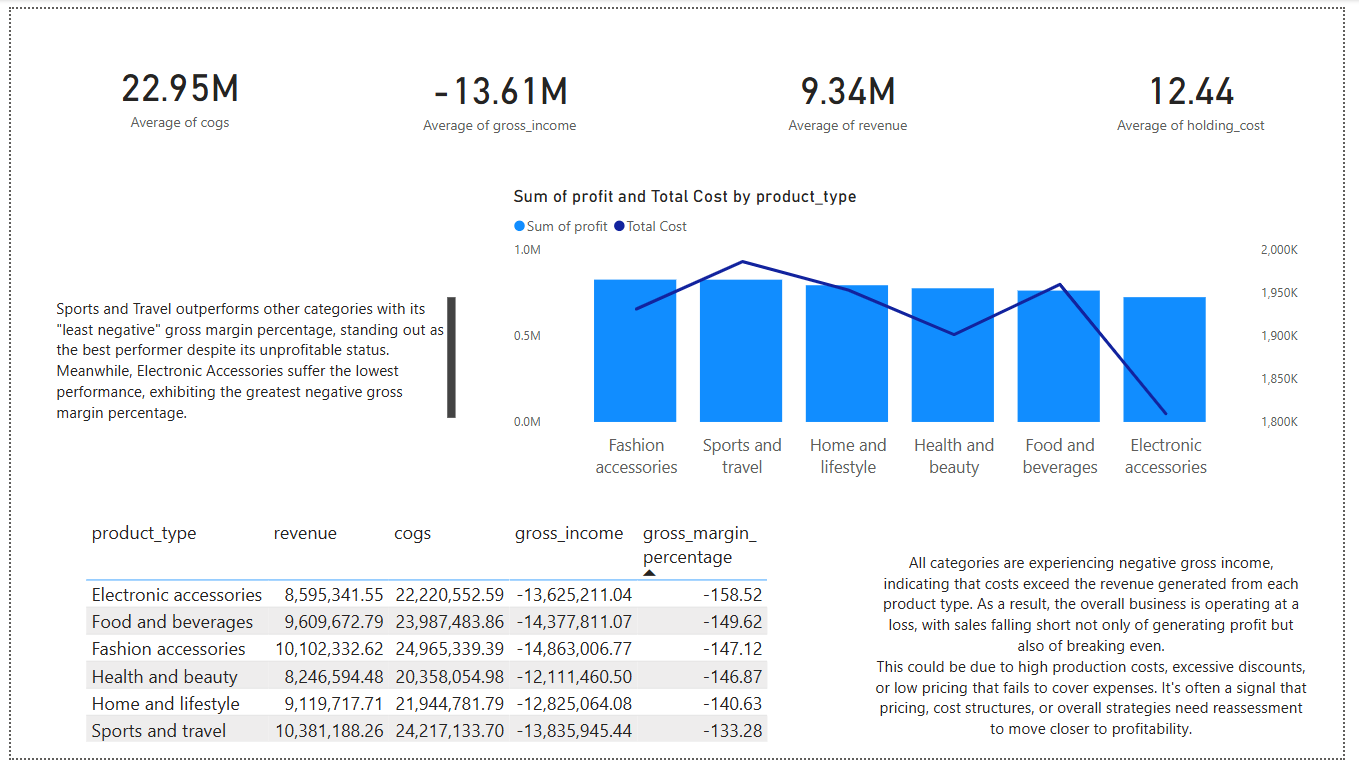 22.95M
Average of cogs
-13.61M
Average of gross_income
9.34M
Average of revenue
12.44
Average of holding_cost
Sum of profit and Total Cost by product_type
Sum of profit Total Cost
1.0M
0.5M
0.0M
2,000K
1,950K
1,900K
1,850K
1,800K
Fashion
accessories
Sports and
travel
Home and
lifestyle
Health and
beauty
Food and
beverages
Electronic
accessories
Sports and Travel outperforms other categories with its
"least negative" gross margin percentage, standing out as
the best performer despite its unprofitable status.
Meanwhile, Electronic Accessories suffer the lowest
performance, exhibiting the greatest negative gross
margin percentage.
product_type revenue cogs gross_income gross_margin_
percentage
Electronic accessories 8,595,341.55 22,220,552.59 -13,625,211.04 -158.52
Food and beverages 9,609,672.79 23,987,483.86 -14,377,811.07 -149.62
Fashion accessories 10,102,332.62 24,965,339.39 -14,863,006.77 -147.12
Health and beauty 8,246,594.48 20,358,054.98 -12,111,460.50 -146.87
Home and lifestyle 9,119,717.71 21,944,781.79 -12,825,064.08 -140.63
Sports and travel 10,381,188.26 24,217,133.70 -13,835,945.44 -133.28
All categories are experiencing negative gross income,
indicating that costs exceed the revenue generated from each
product type. As a result, the overall business is operating at a
loss, with sales falling short not only of generating profit but
also of breaking even.
This could be due to high production costs, excessive discounts,
or low pricing that fails to cover expenses. It's often a signal that
pricing, cost structures, or overall strategies need reassessment
to move closer to profitability.